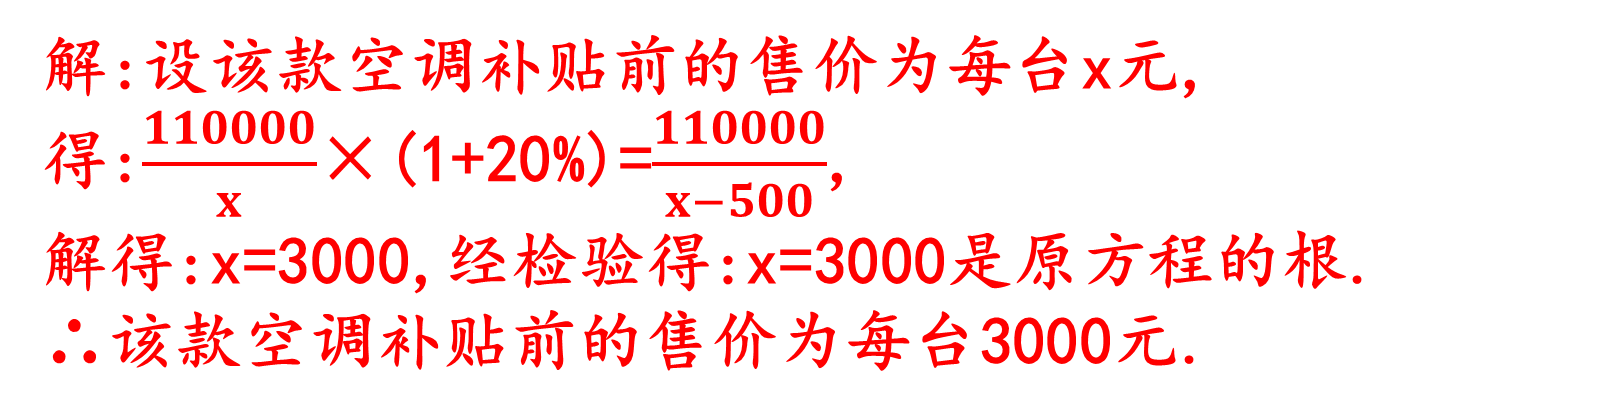 解:设该款空调补贴前的售价为每台x元,
得:110000/x×(1+20%)=110000/(x-500),
解得:x=3000,经检验得:x=3000是原方程的根.
∴该款空调补贴前的售价为每台3000元.